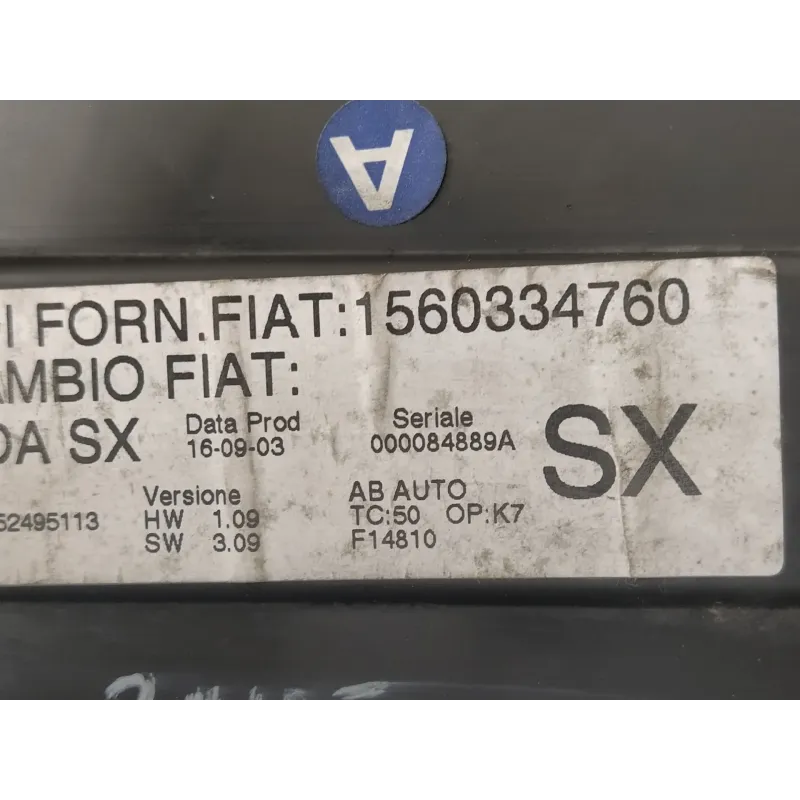 A
I FORN.FIAT:1560334760
AMBIO FIAT:
DA SX
Data Prod
16-09-03
Seriale
000084889A
SX
52495113
Versione
HW 1.09
SW 3.09
AB AUTO
TC:50 OP:K7
F14810